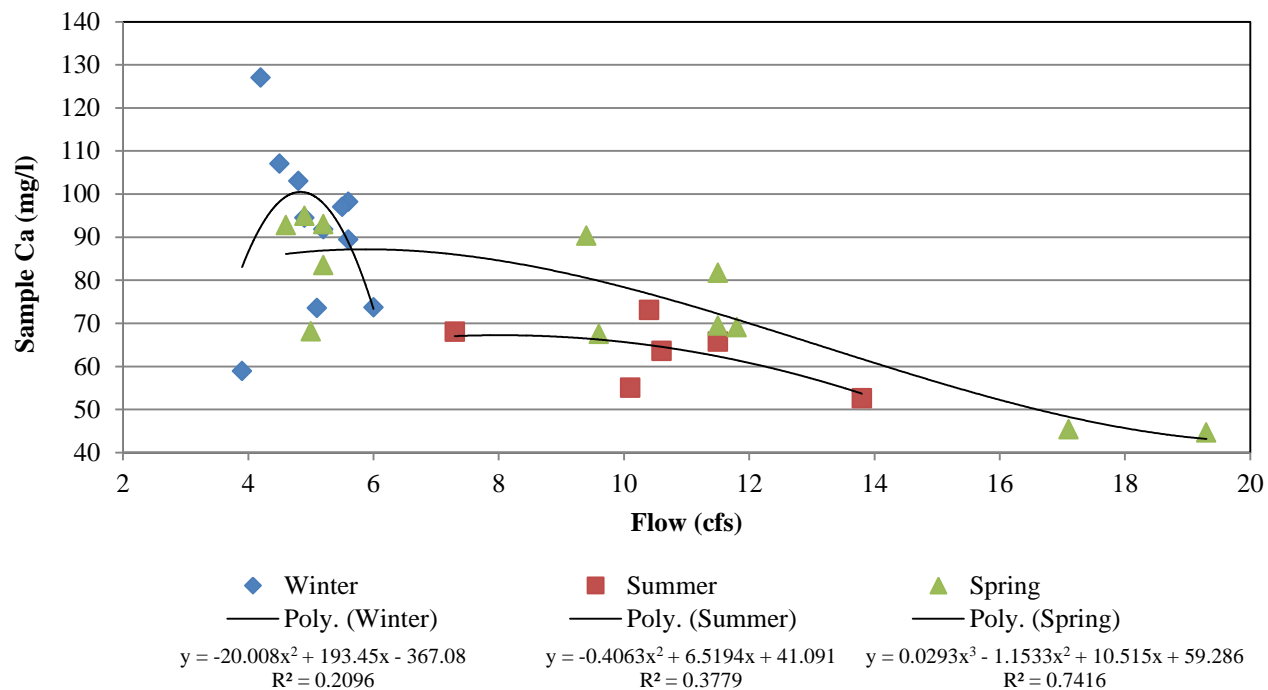 140
130
120
110
100
90
80
70
60
50
40
Sample Ca (mg/l)
2 4 6 8 10 12 14 16 18 20
Flow (cfs)
Winter Summer Spring
Poly. (Winter) Poly. (Summer) Poly. (Spring)
y = -20.008x² + 193.45x - 367.08 y = -0.4063x² + 6.5194x + 41.091 y = 0.0293x³ - 1.1533x² + 10.515x + 59.286
R² = 0.2096 R² = 0.3779 R² = 0.7416